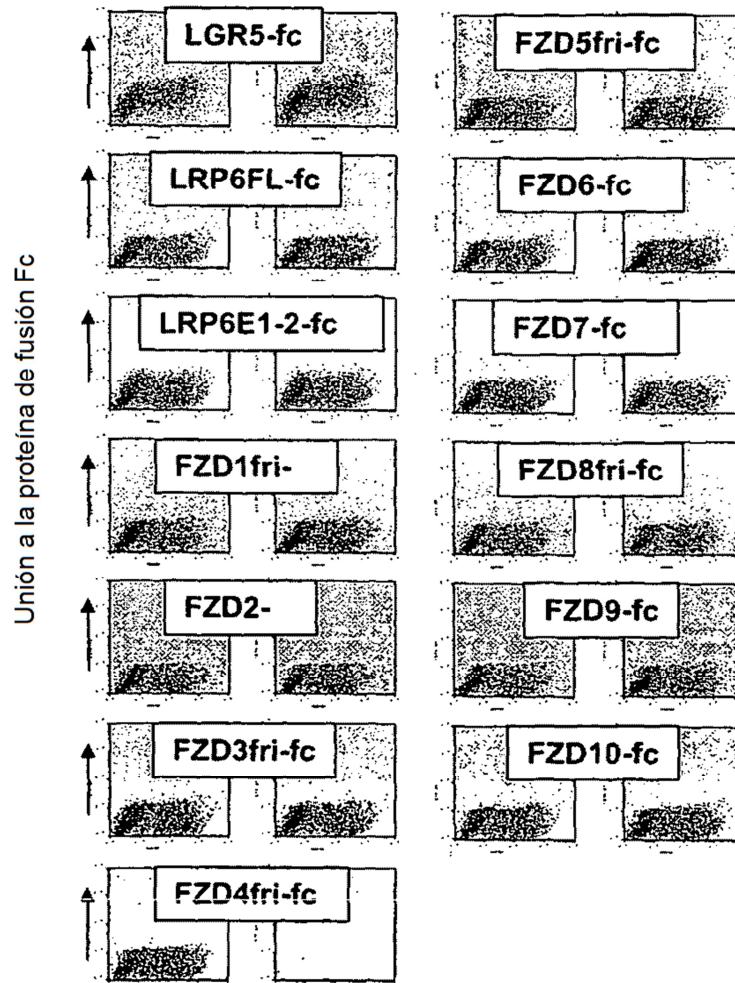 Unión a la proteína de fusión Fc
LGR5-fc
LRP6FL-fc
LRP6E1-2-fc
FZD1fri-
FZD2-
FZD3fri-fc
FZD4fri-fc
FZD5fri-fc
FZD6-fc
FZD7-fc
FZD8fri-fc
FZD9-fc
FZD10-fc